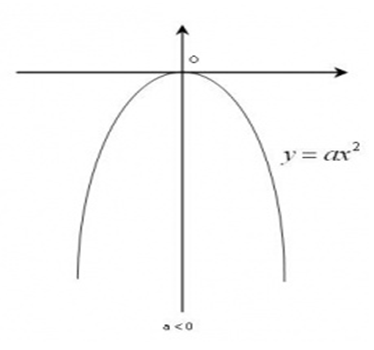 O
y = ax²
a < 0